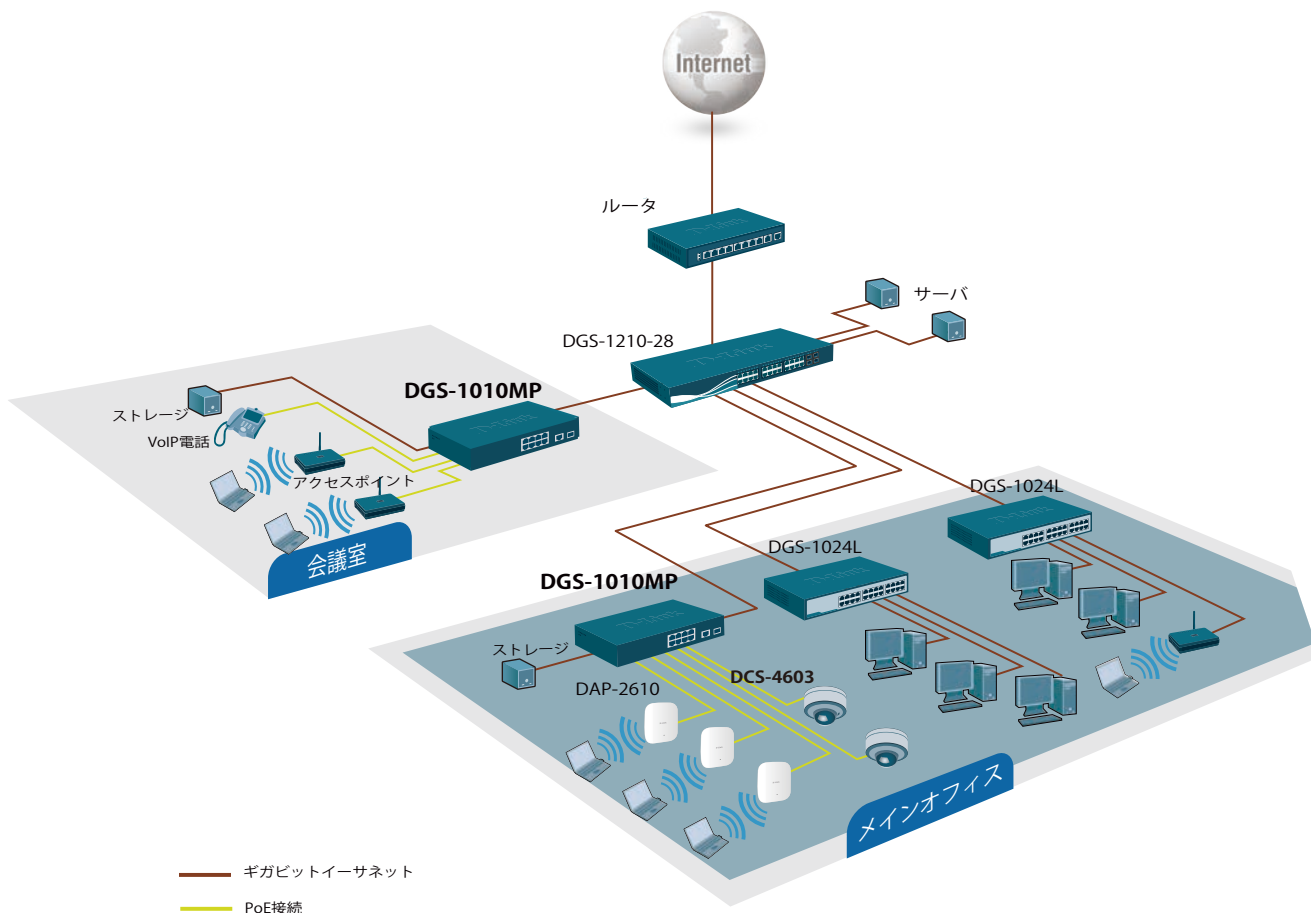 Internet
ルータ
サーバ
DGS-1210-28
DGS-1010MP
ストレージ
VoIP電話
アクセスポイント
会議室
DGS-1024L
DGS-1024L
DGS-1010MP
ストレージ
DAP-2610
DCS-4603
メインオフィス
ギガビットイーサネット
PoE接続